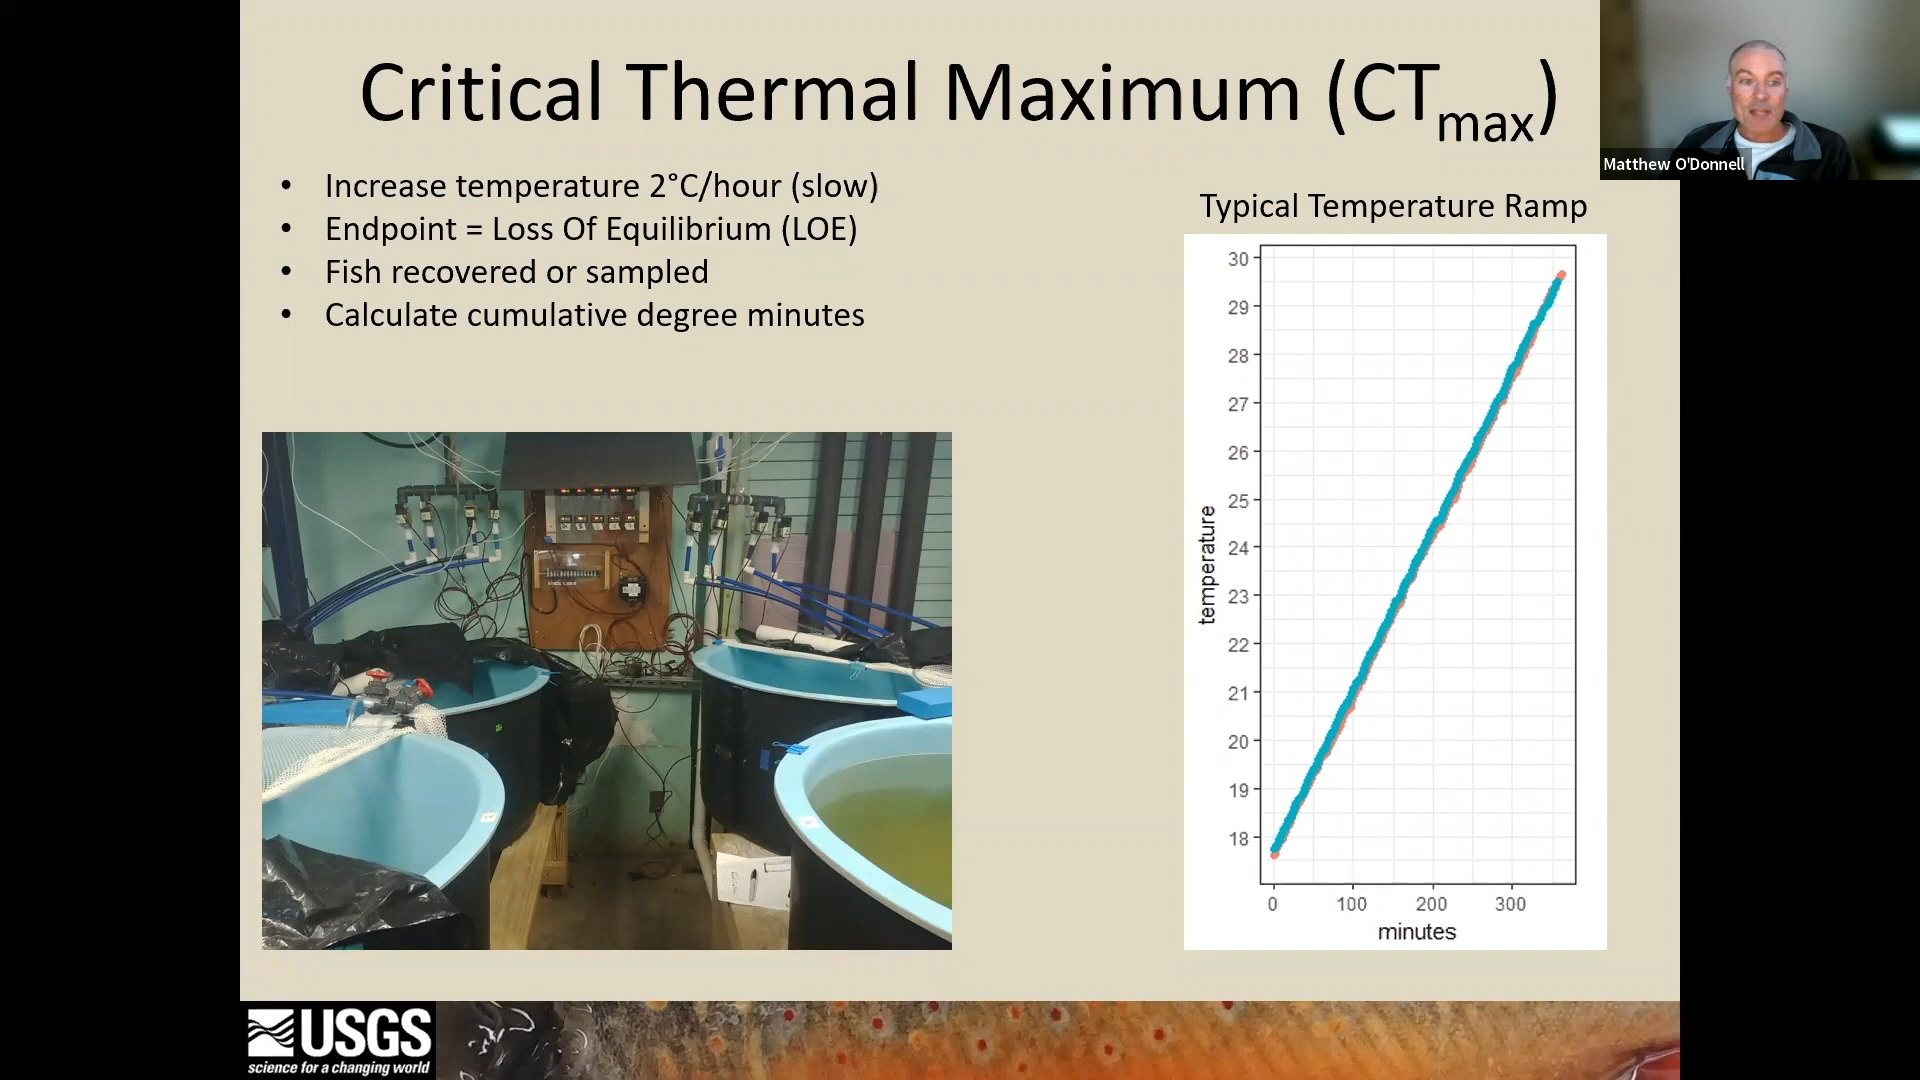 Critical Thermal Maximum (CTmax)
Matthew O'Donnell
• Increase temperature 2°C/hour (slow)
• Endpoint = Loss Of Equilibrium (LOE)
• Fish recovered or sampled
• Calculate cumulative degree minutes
Typical Temperature Ramp
30
29
28
27
26
25
24
23
22
21
20
19
18
temperature
0 100 200 300
minutes
USGS
science for a changing world